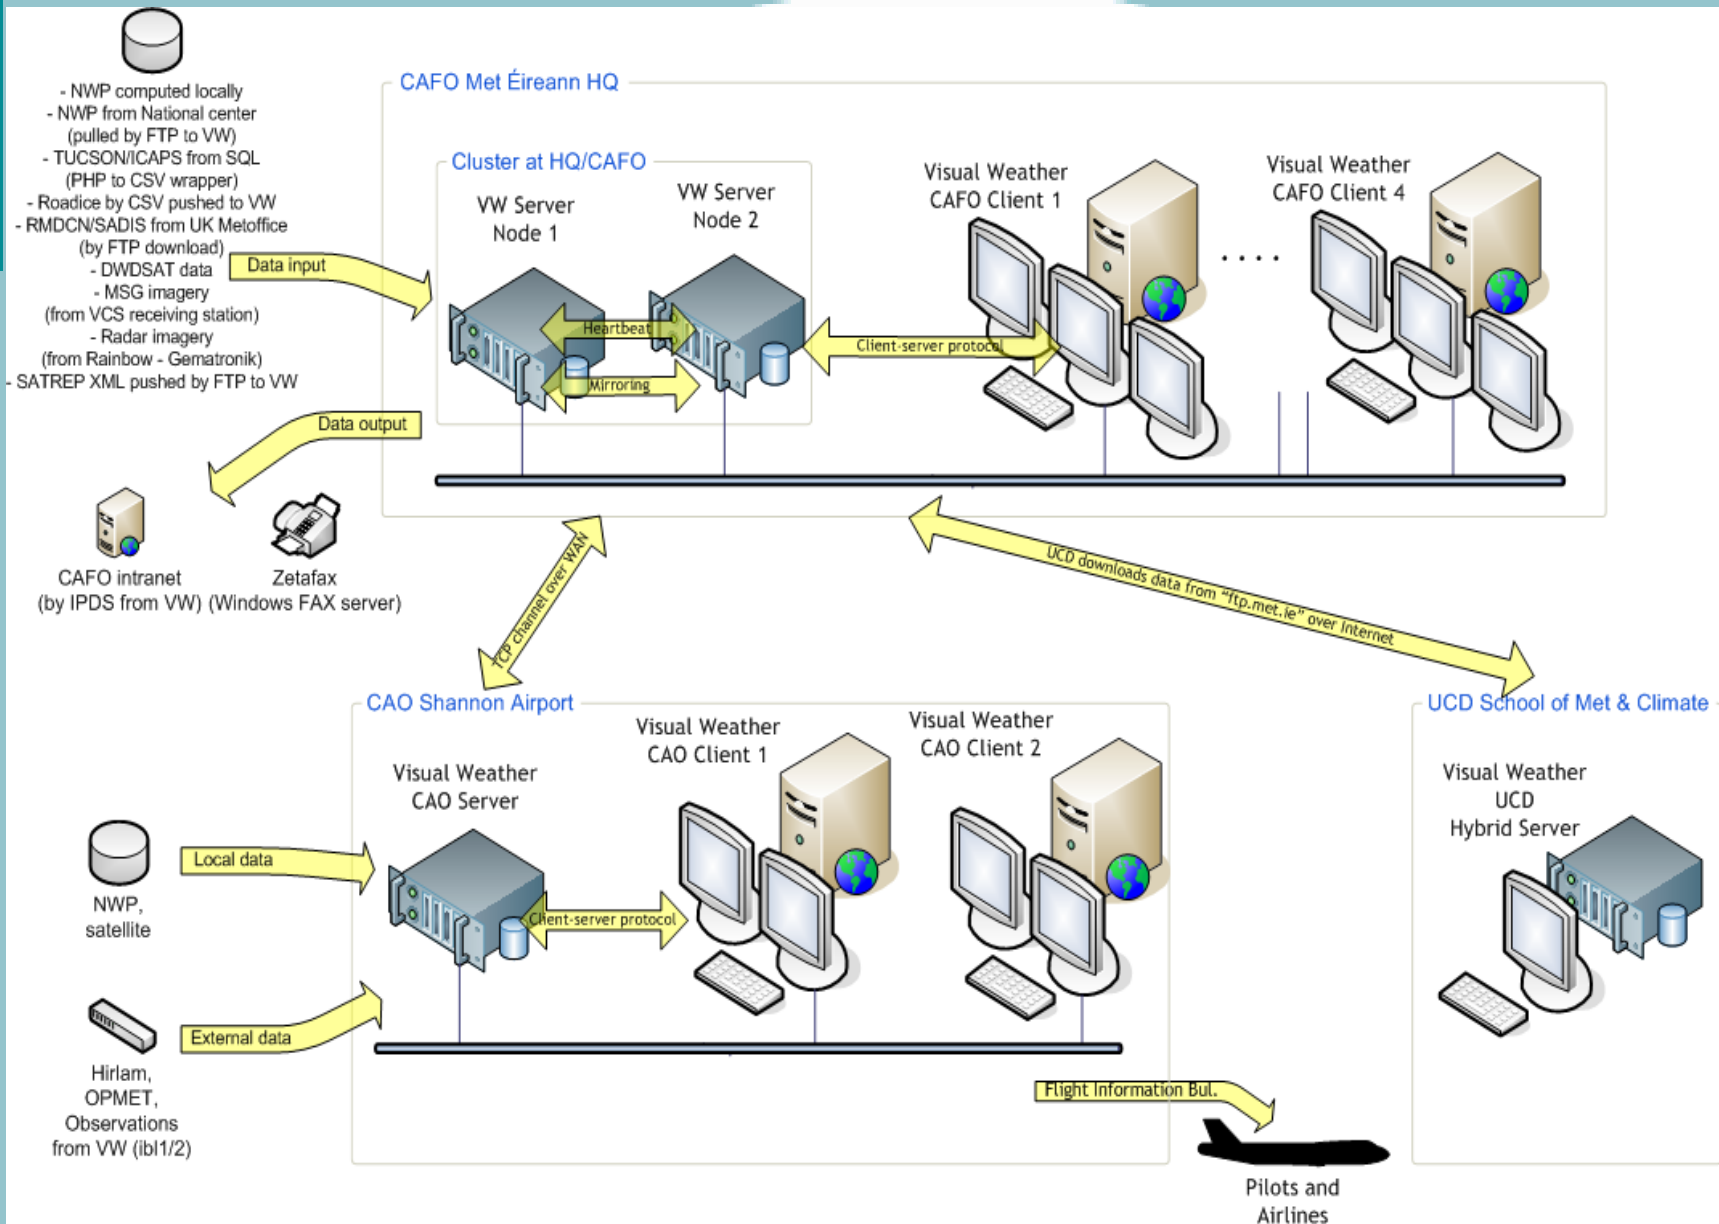 - NWP computed locally
- NWP from National center
(pulled by FTP to VW)
- TUCSON/ICAPS from SQL
(PHP to CSV wrapper)
- Roadice by CSV pushed to VW
- RMDCN/SADIS from UK Metoffice
(by FTP download)
- DWDSAT data
- MSG imagery
(from VCS receiving station)
- Radar imagery
(from Rainbow - Gematronik)
- SATREP XML pushed by FTP to VW
Data input
Data output
CAFO intranet
(by IPDS from VW)
Zetafax
(Windows FAX server)
CAFO Met Éireann HQ
Cluster at HQ/CAFO
VW Server
Node 1
VW Server
Node 2
Heartbeat
Mirroring
Client-server protocol
Visual Weather
CAFO Client 1
....
Visual Weather
CAFO Client 4
TCP channel over WAN
UCD downloads data from "ftp.met.ie" over Internet
CAO Shannon Airport
Visual Weather
CAO Server
Visual Weather
CAO Client 1
Visual Weather
CAO Client 2
Client-server protocol
Local data
NWP,
satellite
External data
Hirlam,
OPMET,
Observations
from VW (ibl1/2)
Flight Information Bul.
Pilots and
Airlines
UCD School of Met & Climate
Visual Weather
UCD
Hybrid Server